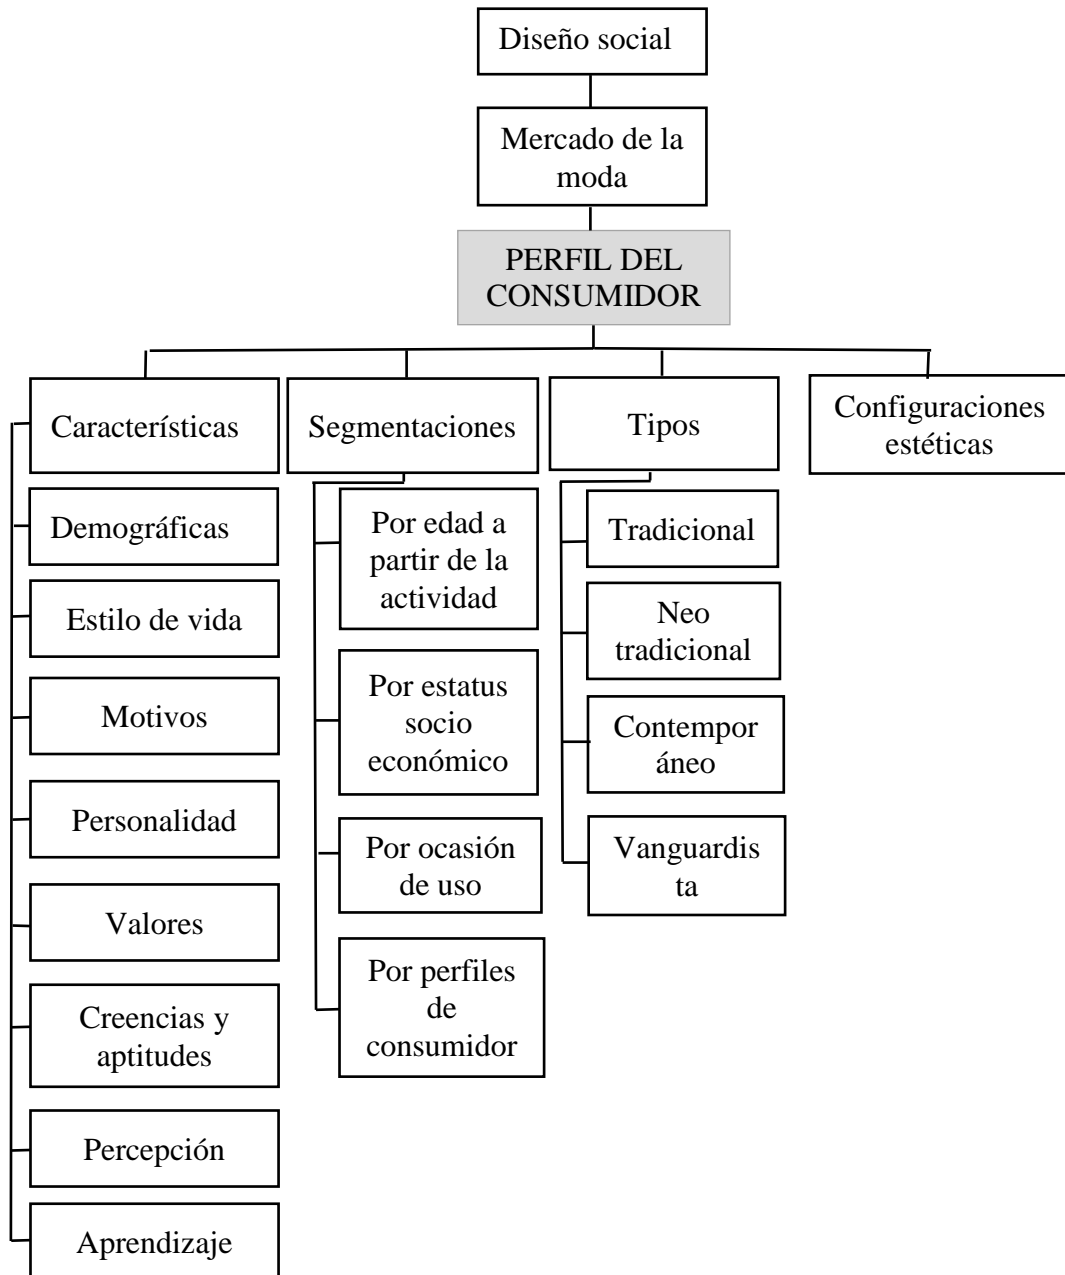 Diseño social
Mercado de la
moda
PERFIL DEL
CONSUMIDOR
Características
Segmentaciones
Tipos
Configuraciones
estéticas
Demográficas
Estilo de vida
Motivos
Personalidad
Valores
Creencias y
aptitudes
Percepción
Aprendizaje
Por edad a
partir de la
actividad
Por estatus
socio
económico
Por ocasión
de uso
Por perfiles
de
consumidor
Tradicional
Neo
tradicional
Contempor
áneo
Vanguardis
ta